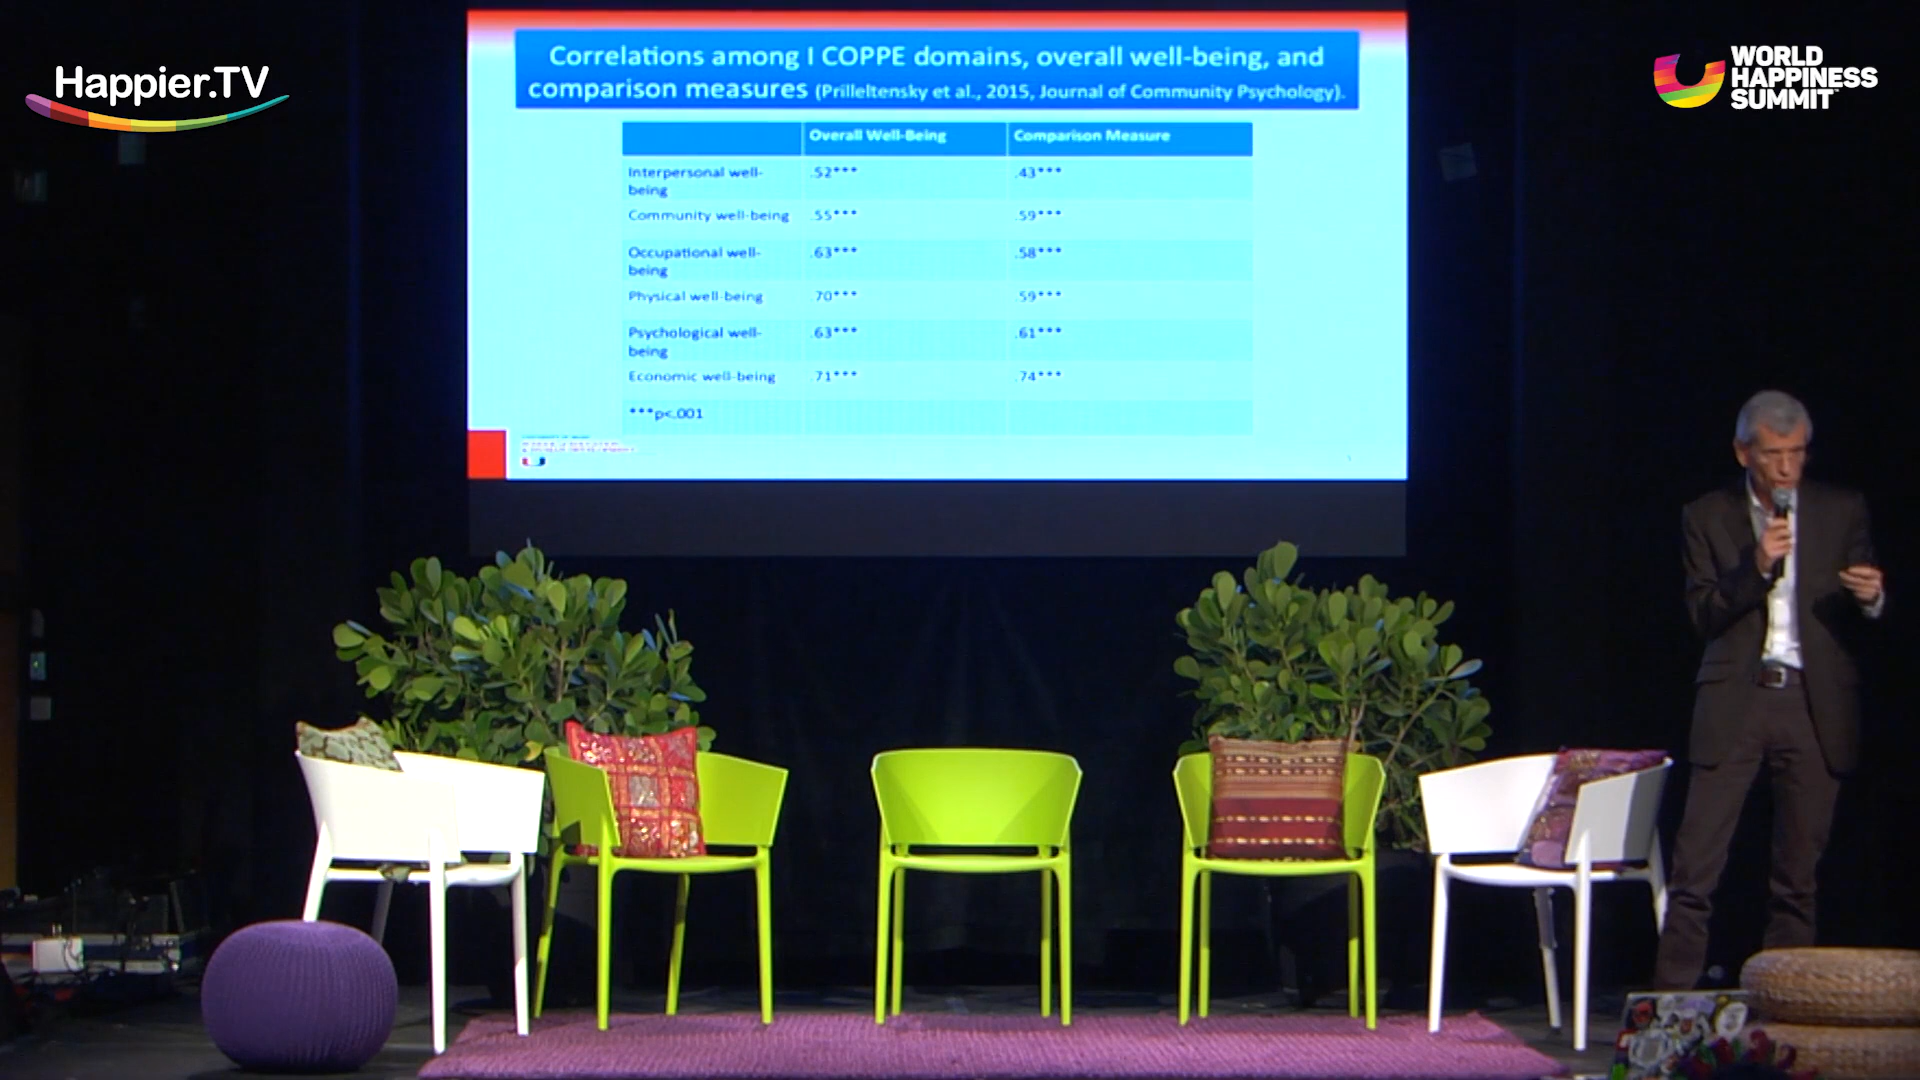 Happier.TV
WORLD
HAPPINESS
SUMMIT
Correlations among I COPPE domains, overall well-being, and
comparison measures (Prilleltensky et al., 2015, Journal of Community Psychology).
Overall Well-Being Comparison Measure
Interpersonal well-
being
.52*** .43***
Community well-being .55*** .59***
Occupational well-
being
.63*** .58***
Physical well-being .70*** .59***
Psychological well-
being
.63*** .61***
Economic well-being .71*** .74***
***p<.001